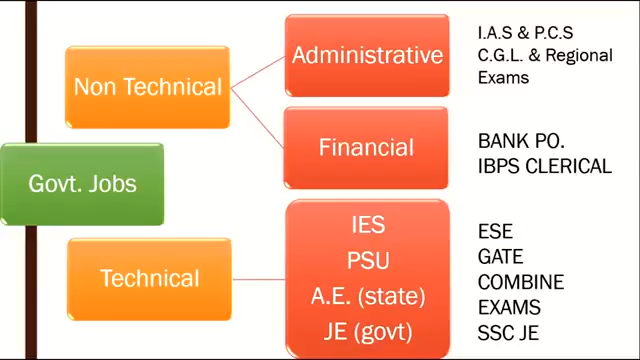 Govt. Jobs
Non Technical
Administrative
I.A.S & P.C.S
C.G.L. & Regional
Exams
Financial
BANK PO.
IBPS CLERICAL
Technical
IES
PSU
A.E. (state)
JE (govt)
ESE
GATE
COMBINE
EXAMS
SSC JE